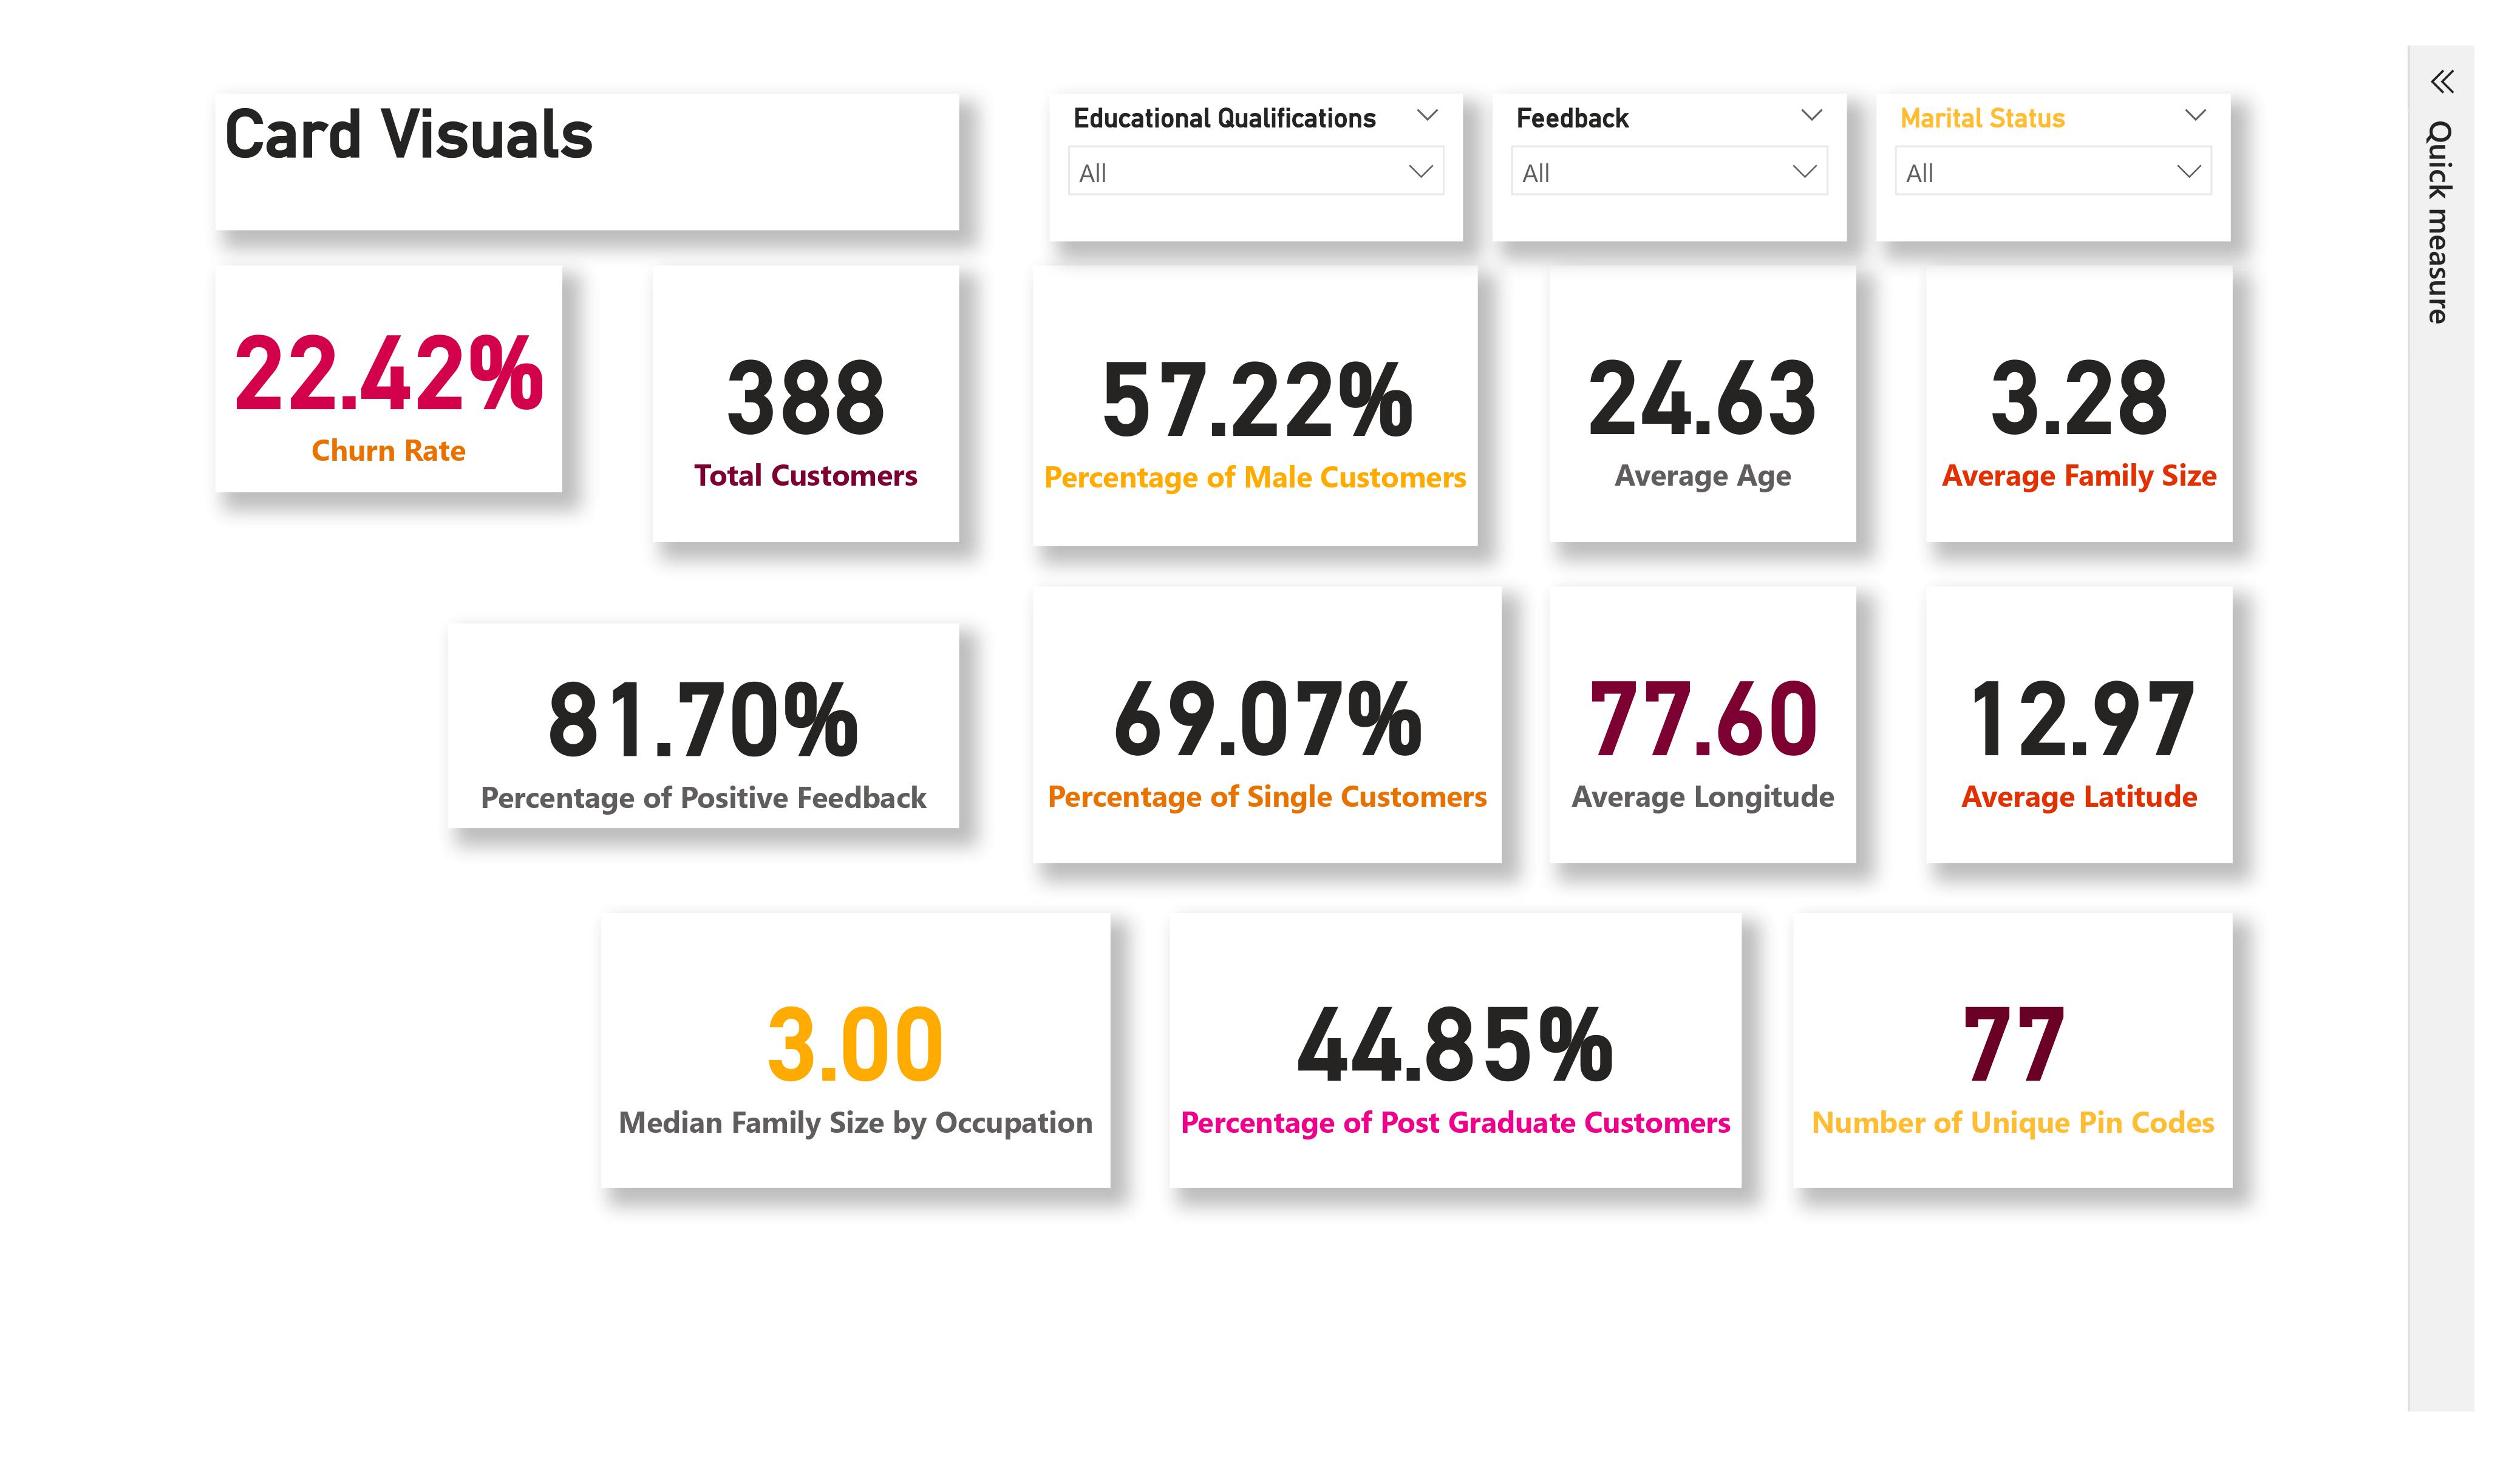 Card Visuals
Educational Qualifications
All
Feedback
All
Marital Status
All
Quick measure
22.42%
Churn Rate
388
Total Customers
57.22%
Percentage of Male Customers
24.63
Average Age
3.28
Average Family Size
81.70%
Percentage of Positive Feedback
69.07%
Percentage of Single Customers
77.60
Average Longitude
12.97
Average Latitude
3.00
Median Family Size by Occupation
44.85%
Percentage of Post Graduate Customers
77
Number of Unique Pin Codes